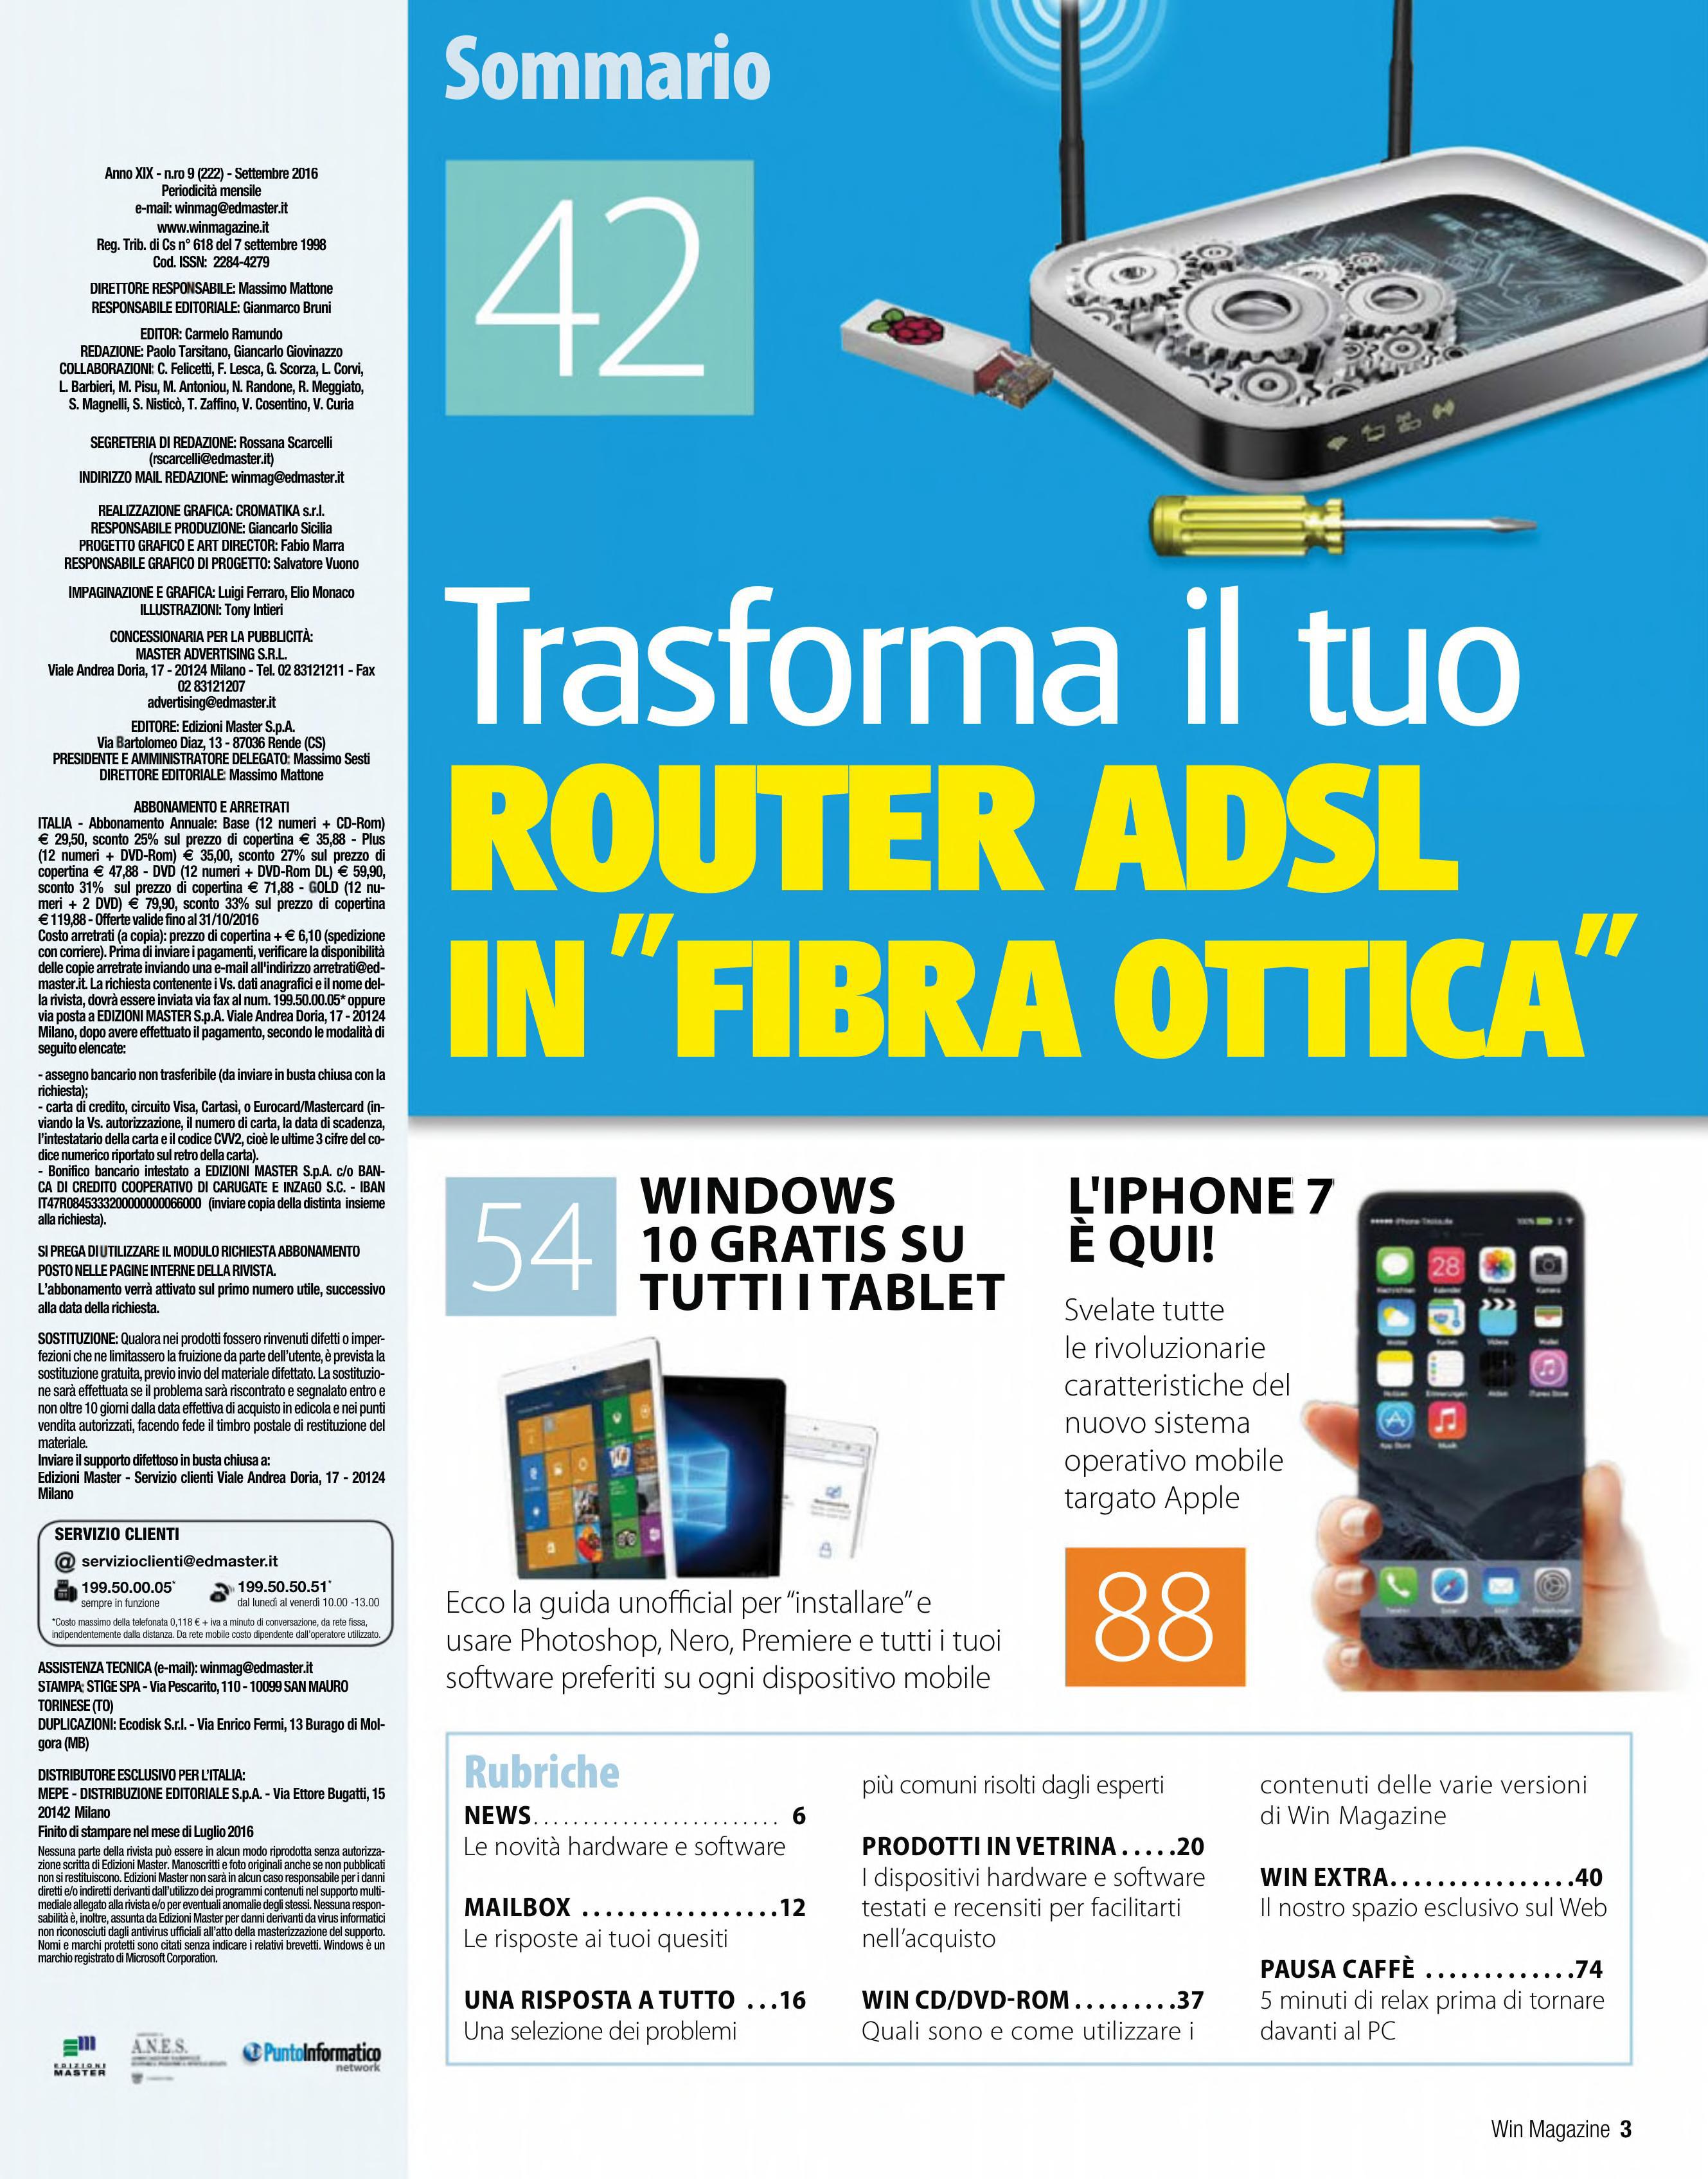 Anno XIX - n.ro 9 (222) - Settembre 2016
Periodicità mensile
e-mail: winmag@edmaster.it
www.winmagazine.it
Reg. Trib. di Cs n° 618 del 7 settembre 1998
Cod. ISSN: 2284-4279
DIRETTORE RESPONSABILE: Massimo Mattone
RESPONSABILE EDITORIALE: Gianmarco Bruni
EDITOR: Carmelo Ramundo
REDAZIONE: Paolo Tarsitano, Giancarlo Giovinazzo
COLLABORAZIONI: C. Felicetti, F. Lesca, G. Scorza, L. Corvi,
L. Barbieri, M. Pisu, M. Antoniou, N. Randone, R. Meggiato,
S. Magnelli, S. Nisticò, T. Zaffino, V. Cosentino, V. Curia
SEGRETERIA DI REDAZIONE: Rossana Scarcelli
(rscarcelli@edmaster.it)
INDIRIZZO MAIL REDAZIONE: winmag@edmaster.it
REALIZZAZIONE GRAFICA: CROMATIKA s.r.l.
RESPONSABILE PRODUZIONE: Giancarlo Sicilia
PROGETTO GRAFICO E ART DIRECTOR: Fabio Marra
RESPONSABILE GRAFICO DI PROGETTO: Salvatore Vuono
IMPAGINAZIONE E GRAFICA: Luigi Ferraro, Elio Monaco
ILLUSTRAZIONI: Tony Intieri
CONCESSIONARIA PER LA PUBBLICITÀ:
MASTER ADVERTISING S.R.L.
Viale Andrea Doria, 17 - 20124 Milano - Tel. 02 83121211 - Fax
02 83121207
advertising@edmaster.it
EDITORE: Edizioni Master S.p.A.
Via Bartolomeo Diaz, 13 - 87036 Rende (CS)
PRESIDENTE E AMMINISTRATORE DELEGATO: Massimo Sesti
DIRETTORE EDITORIALE: Massimo Mattone
ABBONAMENTO E ARRETRATI
ITALIA - Abbonamento Annuale: Base (12 numeri + CD-Rom)
€ 29,50, sconto 25% sul prezzo di copertina € 35,88 - Plus
(12 numeri + DVD-Rom) € 35,00, sconto 27% sul prezzo di
copertina € 47,88 - DVD (12 numeri + DVD-Rom DL) € 59,90,
sconto 31% sul prezzo di copertina € 71,88 - GOLD (12 nu-
meri + 2 DVD) € 79,90, sconto 33% sul prezzo di copertina
€ 119,88 - Offerte valide fino al 31/10/2016
Costo arretrati (a copia): prezzo di copertina + € 6,10 (spedizione
con corriere). Prima di inviare i pagamenti, verificare la disponibilità
delle copie arretrate inviando una e-mail all'indirizzo arretrati@ed-
master.it. La richiesta contenente i Vs. dati anagrafici e il nome del-
la rivista, dovrà essere inviata via fax al num. 199.50.00.05* oppure
via posta a EDIZIONI MASTER S.p.A. Viale Andrea Doria, 17 - 20124
Milano, dopo avere effettuato il pagamento, secondo le modalità di
seguito elencate:
- assegno bancario non trasferibile (da inviare in busta chiusa con la
richiesta);
- carta di credito, circuito Visa, Cartasì, o Eurocard/Mastercard (in-
viando la Vs. autorizzazione, il numero di carta, la data di scadenza,
l'intestatario della carta e il codice CVV2, cioè le ultime 3 cifre del co-
dice numerico riportato sul retro della carta).
- Bonifico bancario intestato a EDIZIONI MASTER S.p.A. c/o BAN-
CA DI CREDITO COOPERATIVO DI CARUGATE E INZAGO S.C. - IBAN
IT47R0845333200000000066000 (inviare copia della distinta insieme
alla richiesta).
SI PREGA DI UTILIZZARE IL MODULO RICHIESTA ABBONAMENTO
POSTO NELLE PAGINE INTERNE DELLA RIVISTA.
L'abbonamento verrà attivato sul primo numero utile, successivo
alla data della richiesta.
SOSTITUZIONE: Qualora nei prodotti fossero rinvenuti difetti o imper-
fezioni che ne limitassero la fruizione da parte dell'utente, è prevista la
sostituzione gratuita, previo invio del materiale difettato. La sostituzio-
ne sarà effettuata se il problema sarà riscontrato e segnalato entro e
non oltre 10 giorni dalla data effettiva di acquisto in edicola e nei punti
vendita autorizzati, facendo fede il timbro postale di restituzione del
materiale.
Inviare il supporto difettoso in busta chiusa a:
Edizioni Master - Servizio clienti Viale Andrea Doria, 17 - 20124
Milano
SERVIZIO CLIENTI
@ servizioclienti@edmaster.it
199.50.00.05*
sempre in funzione
199.50.50.51*
dal lunedì al venerdì 10.00 -13.00
*Costo massimo della telefonata 0,118 € + iva a minuto di conversazione, da rete fissa,
indipendentemente dalla distanza. Da rete mobile costo dipendente dall'operatore utilizzato.
ASSISTENZA TECNICA (e-mail): winmag@edmaster.it
STAMPA: STIGE SPA - Via Pescarito, 110 - 10099 SAN MAURO
TORINESE (TO)
DUPLICAZIONI: Ecodisk S.r.l. - Via Enrico Fermi, 13 Burago di Mol-
gora (MB)
DISTRIBUTORE ESCLUSIVO PER L'ITALIA:
MEPE - DISTRIBUZIONE EDITORIALE S.p.A. - Via Ettore Bugatti, 15
20142 Milano
Finito di stampare nel mese di Luglio 2016
Nessuna parte della rivista può essere in alcun modo riprodotta senza autorizza-
zione scritta di Edizioni Master. Manoscritti e foto originali anche se non pubblicati
non si restituiscono. Edizioni Master non sarà in alcun caso responsabile per i danni
diretti e/o indiretti derivanti dall'utilizzo dei programmi contenuti nel supporto multi-
mediale allegato alla rivista e/o per eventuali anomalie degli stessi. Nessuna respon-
sabilità è, inoltre, assunta da Edizioni Master per danni derivanti da virus informatici
non riconosciuti dagli antivirus ufficiali all'atto della masterizzazione del supporto.
Nomi e marchi protetti sono citati senza indicare i relativi brevetti. Windows è un
marchio registrato di Microsoft Corporation.
EDIZIONI
MASTER
A.N.E.S.
PuntoInformatico
network
Sommario
42
Trasforma il tuo
ROUTER ADSL
IN "FIBRA OTTICA"
54
WINDOWS
10 GRATIS SU
TUTTI I TABLET
Ecco la guida unofficial per “installare” e
usare Photoshop, Nero, Premiere e tutti i tuoi
software preferiti su ogni dispositivo mobile
L'IPHONE 7
È QUI!
Svelate tutte
le rivoluzionarie
caratteristiche del
nuovo sistema
operativo mobile
targato Apple
88
28
App Store
Rubriche
NEWS......................... 6
Le novità hardware e software
MAILBOX .................12
Le risposte ai tuoi quesiti
UNA RISPOSTA A TUTTO ...16
Una selezione dei problemi
più comuni risolti dagli esperti
PRODOTTI IN VETRINA.....20
I dispositivi hardware e software
testati e recensiti per facilitarti
nell'acquisto
WIN CD/DVD-ROM.........37
Quali sono e come utilizzare i
contenuti delle varie versioni
di Win Magazine
WIN EXTRA................40
Il nostro spazio esclusivo sul Web
PAUSA CAFFÈ .............74
5 minuti di relax prima di tornare
davanti al PC
Win Magazine 3